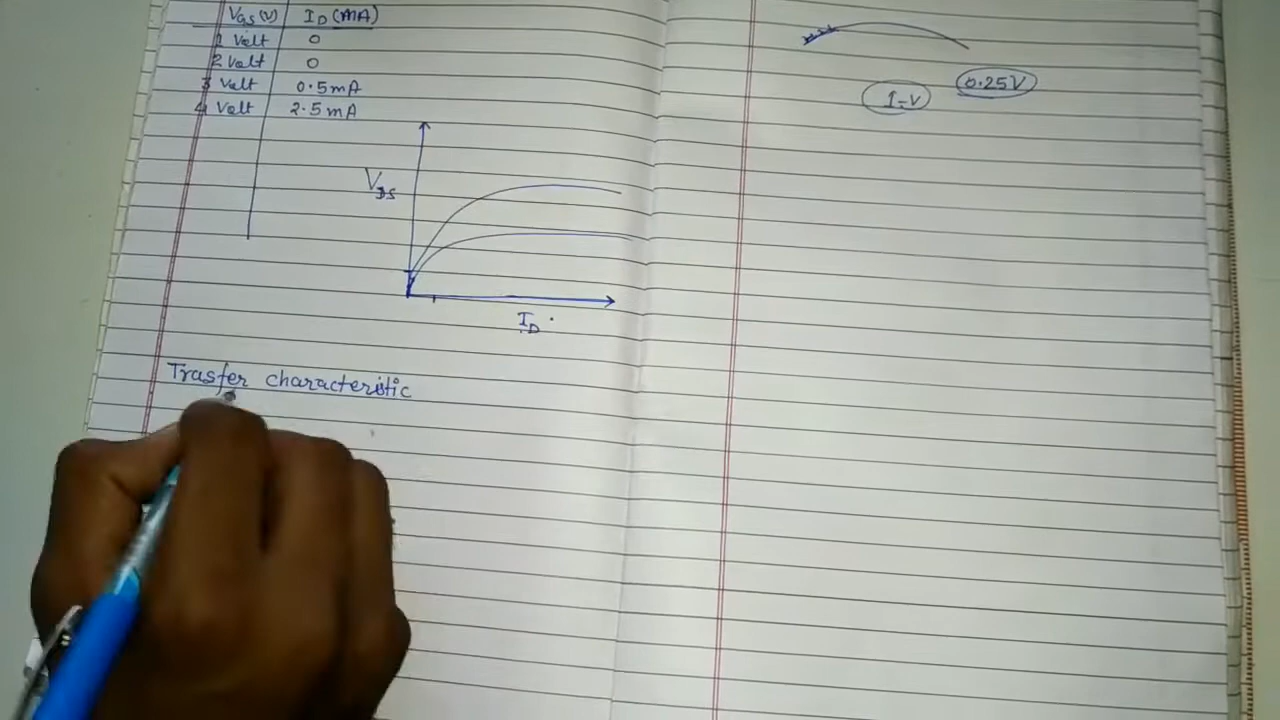 VGS(V) ID(mA)
1 Volt 0
2 Volt 0
3 Volt 0.5mA
4 Volt 2.5mA
VDS
ID
Trasfer characteristic
0.25V
I-V